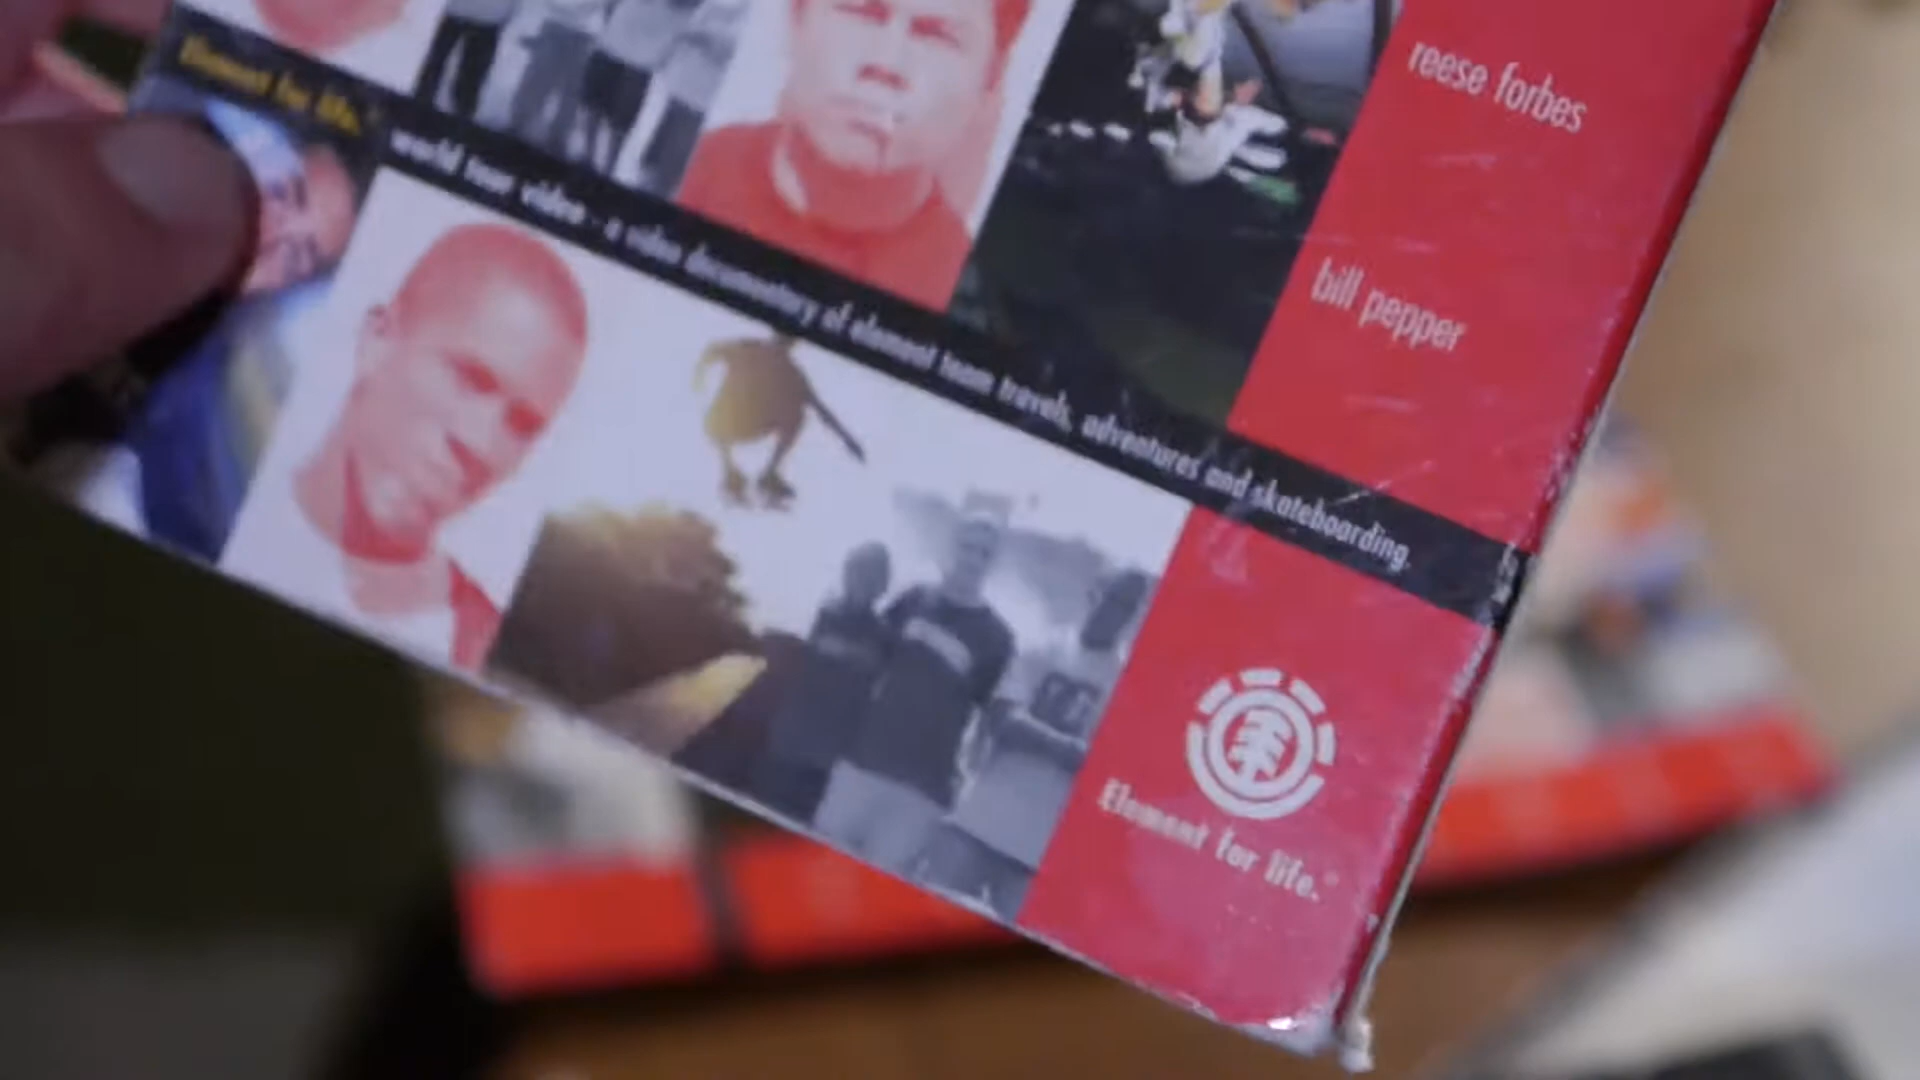 reese forbes
bill pepper
Element for life.
world tour video - a video documentary of element team travels, adventures and skateboarding.
Element for life.